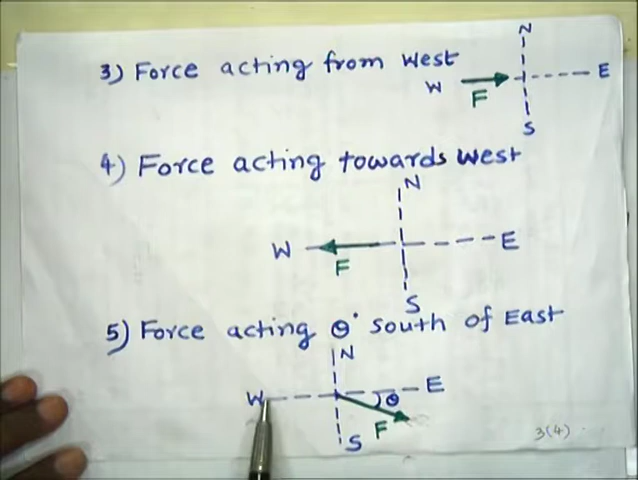 3) Force acting from West
N
W
E
F
S
4) Force acting towards west
N
W
E
F
S
5) Force acting θ° south of East
N
W
E
θ
F
S
3(4)